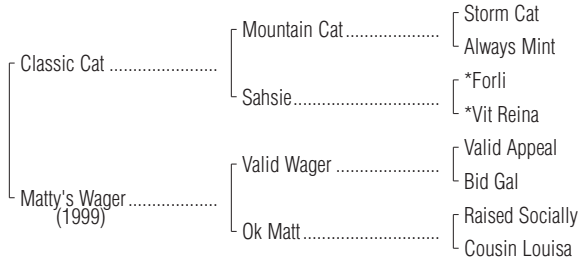 Storm Cat
Mountain Cat....................
Always Mint
Classic Cat .......................
*Forli
Sahsie...............................
*Vit Reina
Valid Appeal
Valid Wager ......................
Bid Gal
Matty's Wager...................
(1999)
Raised Socially
Ok Matt.............................
Cousin Louisa